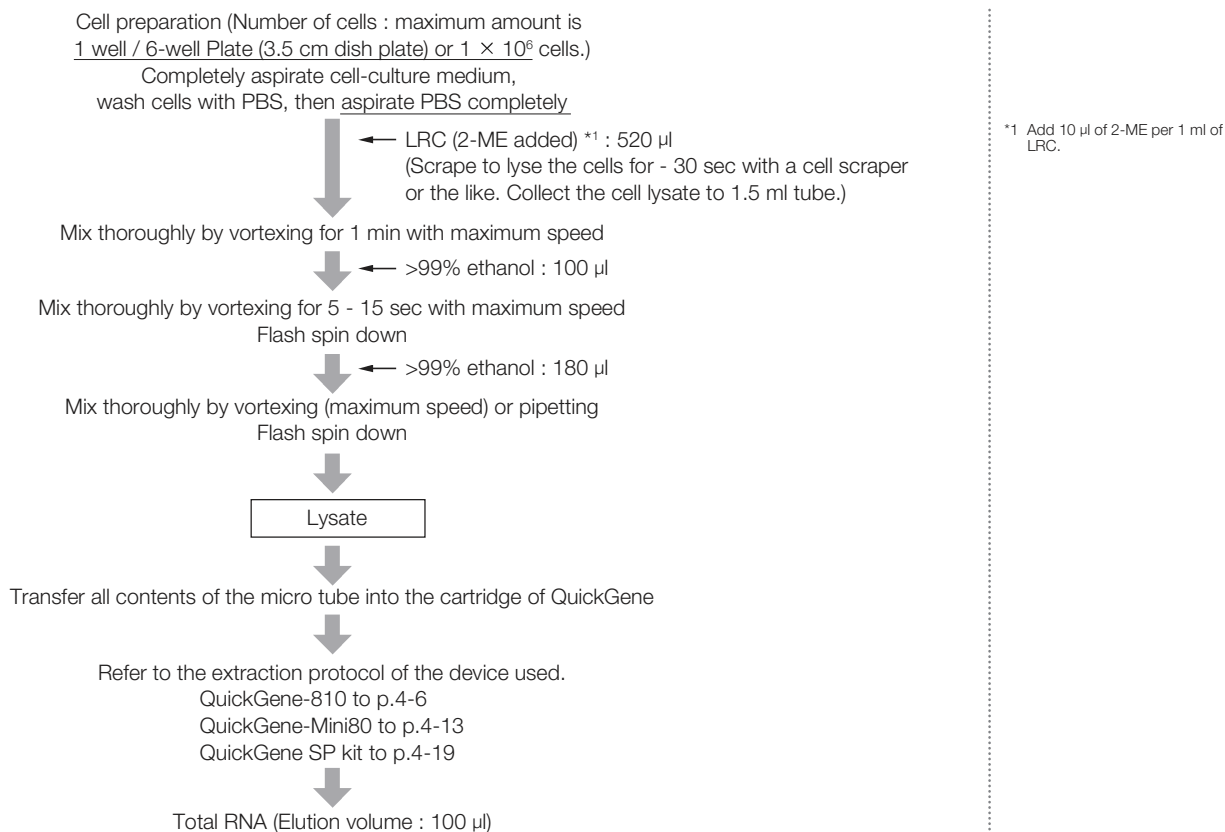 Cell preparation (Number of cells : maximum amount is
1 well / 6-well Plate (3.5 cm dish plate) or 1 × 10⁶ cells.)
Completely aspirate cell-culture medium,
wash cells with PBS, then aspirate PBS completely
LRC (2-ME added) *1 : 520 µl
(Scrape to lyse the cells for - 30 sec with a cell scraper
or the like. Collect the cell lysate to 1.5 ml tube.)
*1 Add 10 µl of 2-ME per 1 ml of
LRC.
Mix thoroughly by vortexing for 1 min with maximum speed
>99% ethanol : 100 µl
Mix thoroughly by vortexing for 5 - 15 sec with maximum speed
Flash spin down
>99% ethanol : 180 µl
Mix thoroughly by vortexing (maximum speed) or pipetting
Flash spin down
Lysate
Transfer all contents of the micro tube into the cartridge of QuickGene
Refer to the extraction protocol of the device used.
QuickGene-810 to p.4-6
QuickGene-Mini80 to p.4-13
QuickGene SP kit to p.4-19
Total RNA (Elution volume : 100 µl)